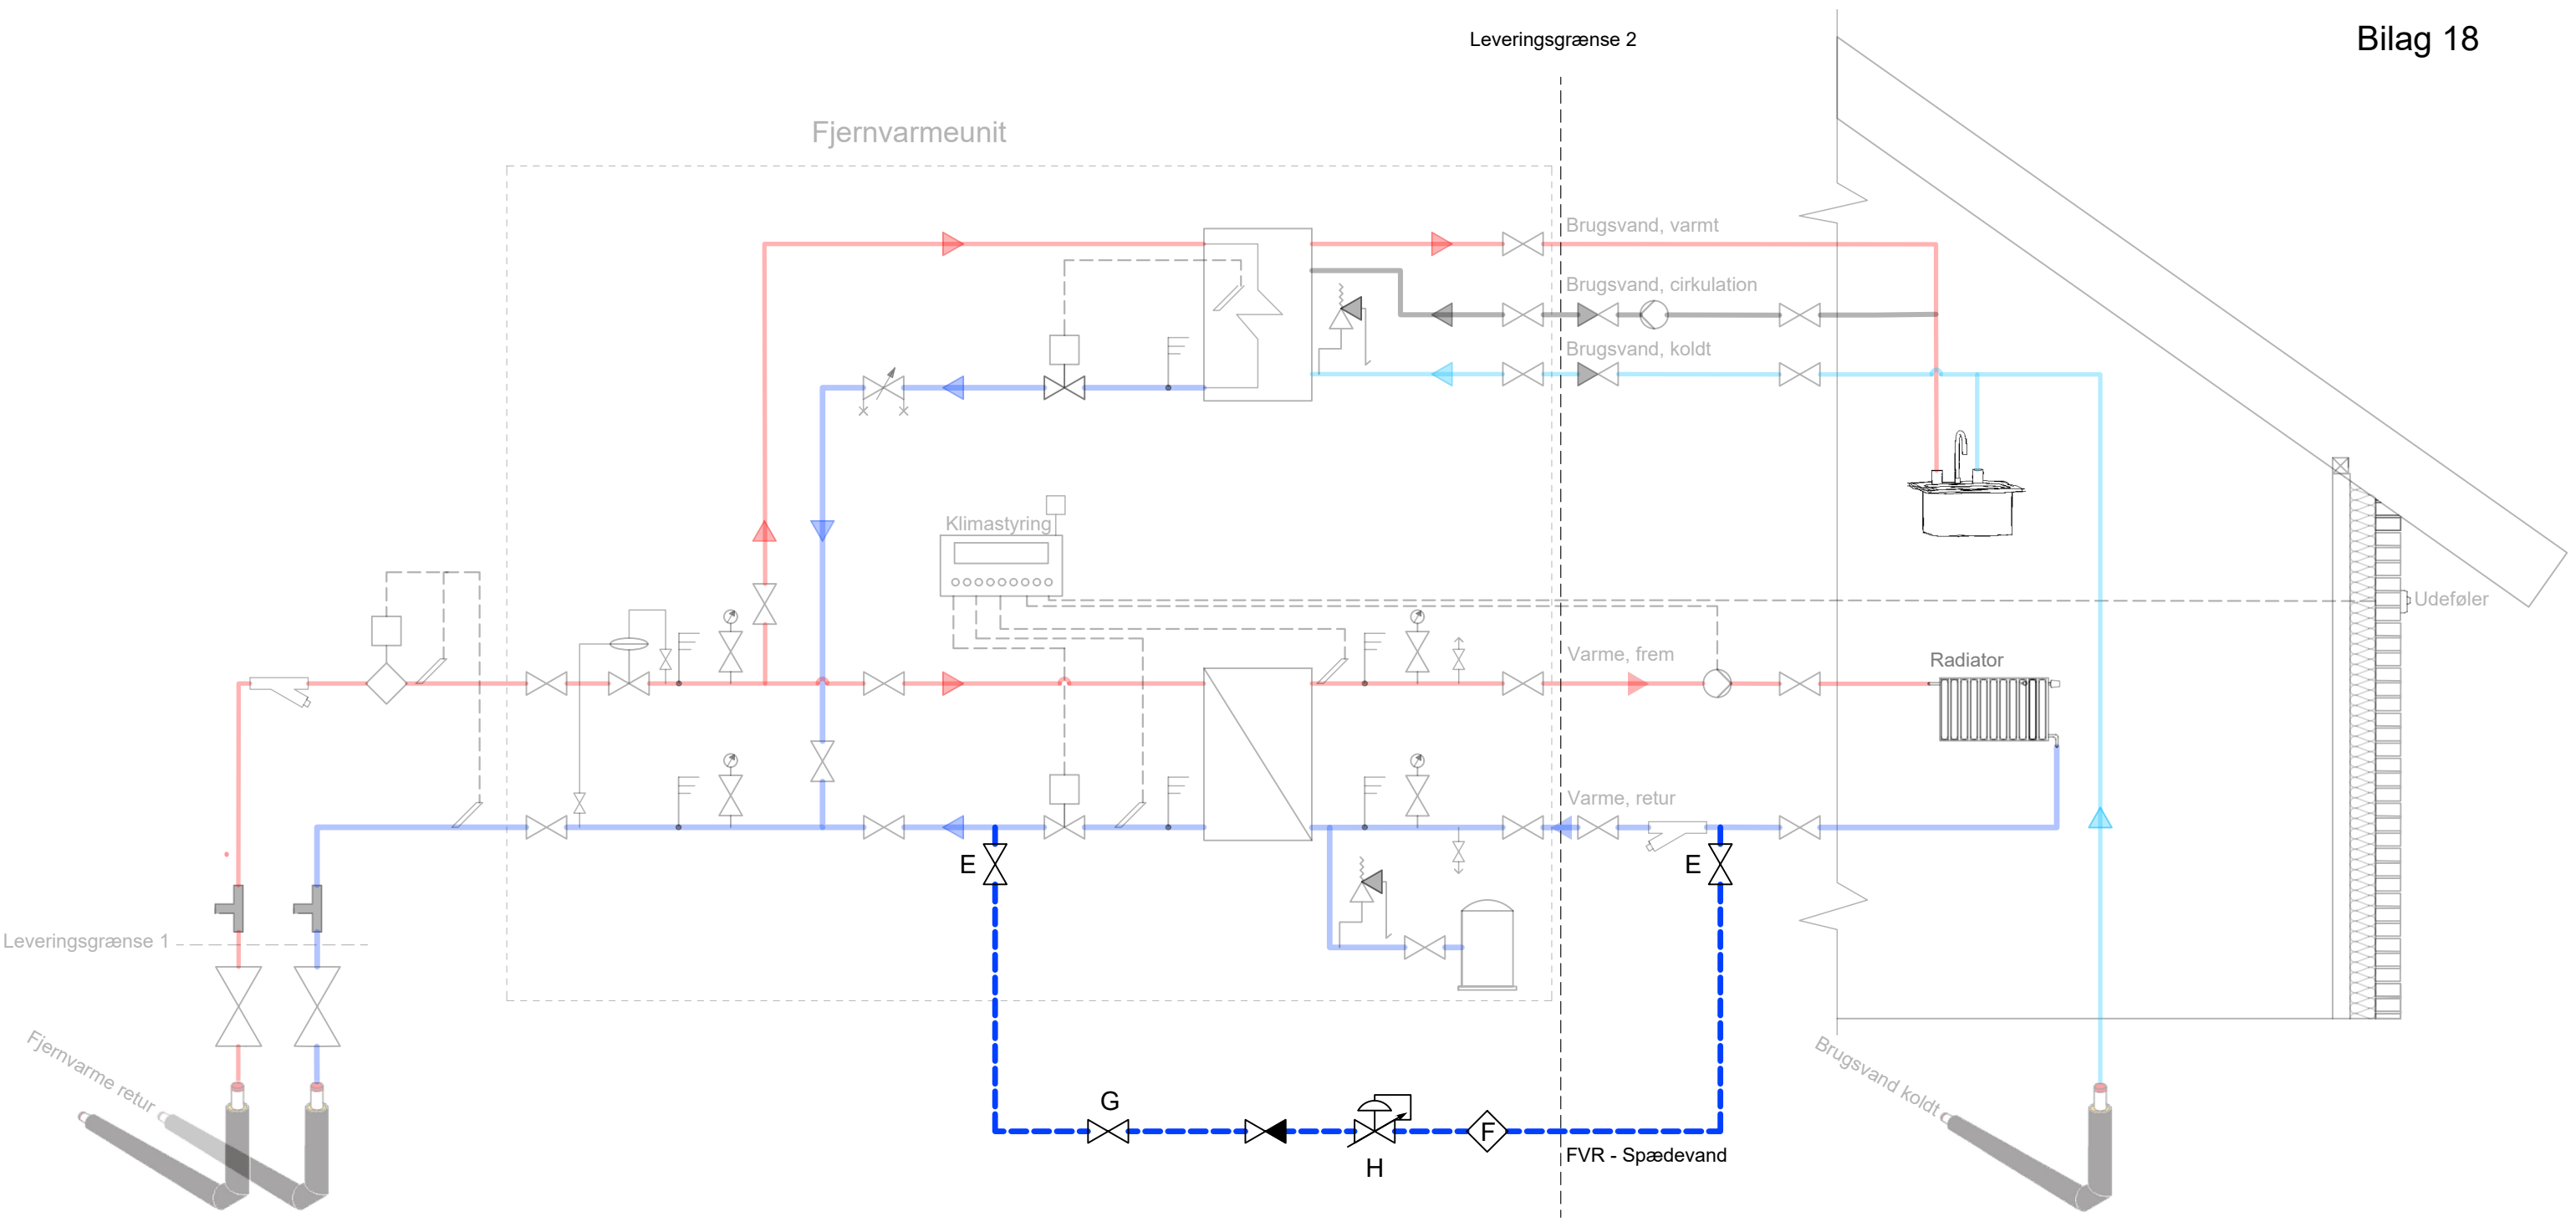 Leveringsgrænse 2
Bilag 18
Fjernvarmeunit
Brugsvand, varmt
Brugsvand, cirkulation
Brugsvand, koldt
Klimastyring
Udeføler
Varme, frem
Radiator
Varme, retur
E
E
Leveringsgrænse 1
Fjernvarme retur
Brugsvand koldt
G
F
H
FVR - Spædevand